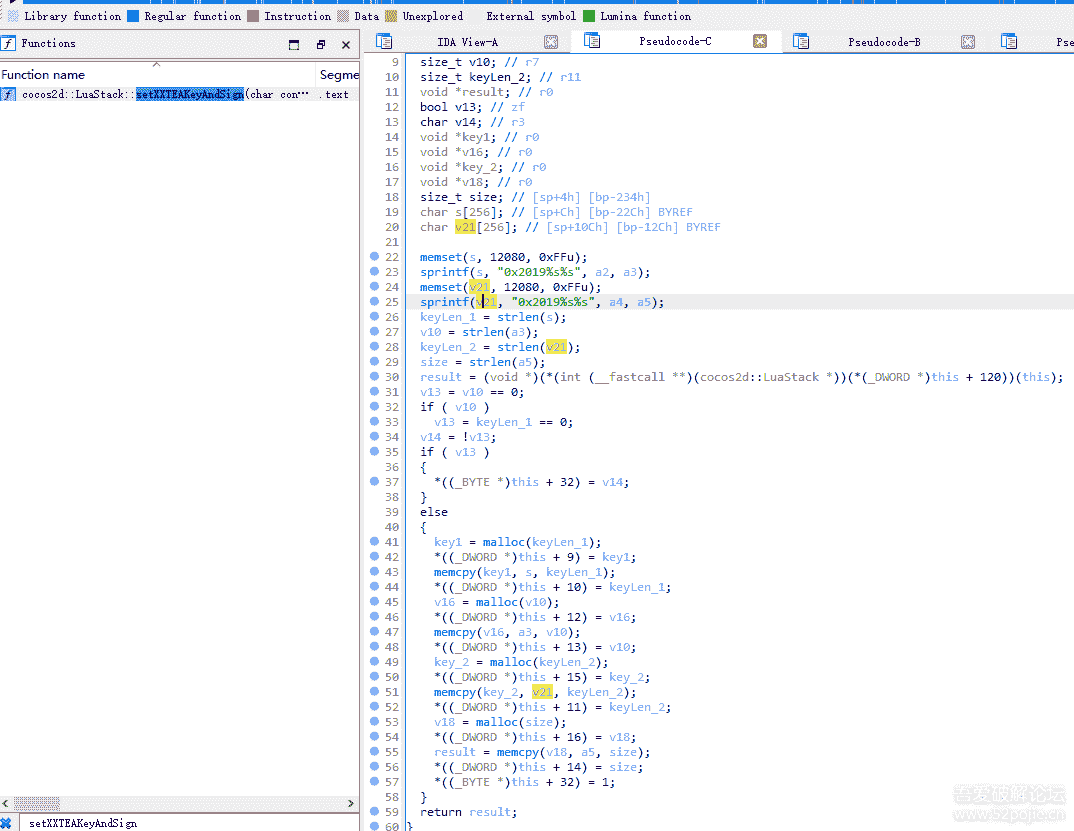 Library function Regular function Instruction Data Unexplored External symbol Lumina function
Functions
IDA View-A Pseudocode-C Pseudocode-B Pse
Function name Segme
cocos2d::LuaStack::setXXTEAKeyAndSign(char con··· .text
9 size_t v10; // r7
10 size_t keyLen_2; // r11
11 void *result; // r0
12 bool v13; // zf
13 char v14; // r3
14 void *key1; // r0
15 void *v16; // r0
16 void *key_2; // r0
17 void *v18; // r0
18 size_t size; // [sp+4h] [bp-234h]
19 char s[256]; // [sp+Ch] [bp-22Ch] BYREF
20 char v21[256]; // [sp+10Ch] [bp-12Ch] BYREF
21
22 memset(s, 12080, 0xFFu);
23 sprintf(s, "0x2019%s%s", a2, a3);
24 memset(v21, 12080, 0xFFu);
25 sprintf(v21, "0x2019%s%s", a4, a5);
26 keyLen_1 = strlen(s);
27 v10 = strlen(a3);
28 keyLen_2 = strlen(v21);
29 size = strlen(a5);
30 result = (void *)(*(int (__fastcall **)(cocos2d::LuaStack *))(*(_DWORD *)this + 120))(this);
31 v13 = v10 == 0;
32 if ( v10 )
33 v13 = keyLen_1 == 0;
34 v14 = !v13;
35 if ( v13 )
36 {
37 *((_BYTE *)this + 32) = v14;
38 }
39 else
40 {
41 key1 = malloc(keyLen_1);
42 *((_DWORD *)this + 9) = key1;
43 memcpy(key1, s, keyLen_1);
44 *((_DWORD *)this + 10) = keyLen_1;
45 v16 = malloc(v10);
46 *((_DWORD *)this + 12) = v16;
47 memcpy(v16, a3, v10);
48 *((_DWORD *)this + 13) = v10;
49 key_2 = malloc(keyLen_2);
50 *((_DWORD *)this + 15) = key_2;
51 memcpy(key_2, v21, keyLen_2);
52 *((_DWORD *)this + 11) = keyLen_2;
53 v18 = malloc(size);
54 *((_DWORD *)this + 16) = v18;
55 result = memcpy(v18, a5, size);
56 *((_DWORD *)this + 14) = size;
57 *((_BYTE *)this + 32) = 1;
58 }
59 return result;
60 }
setXXTEAKeyAndSign
吾爱破解论坛
www.52pojie.cn